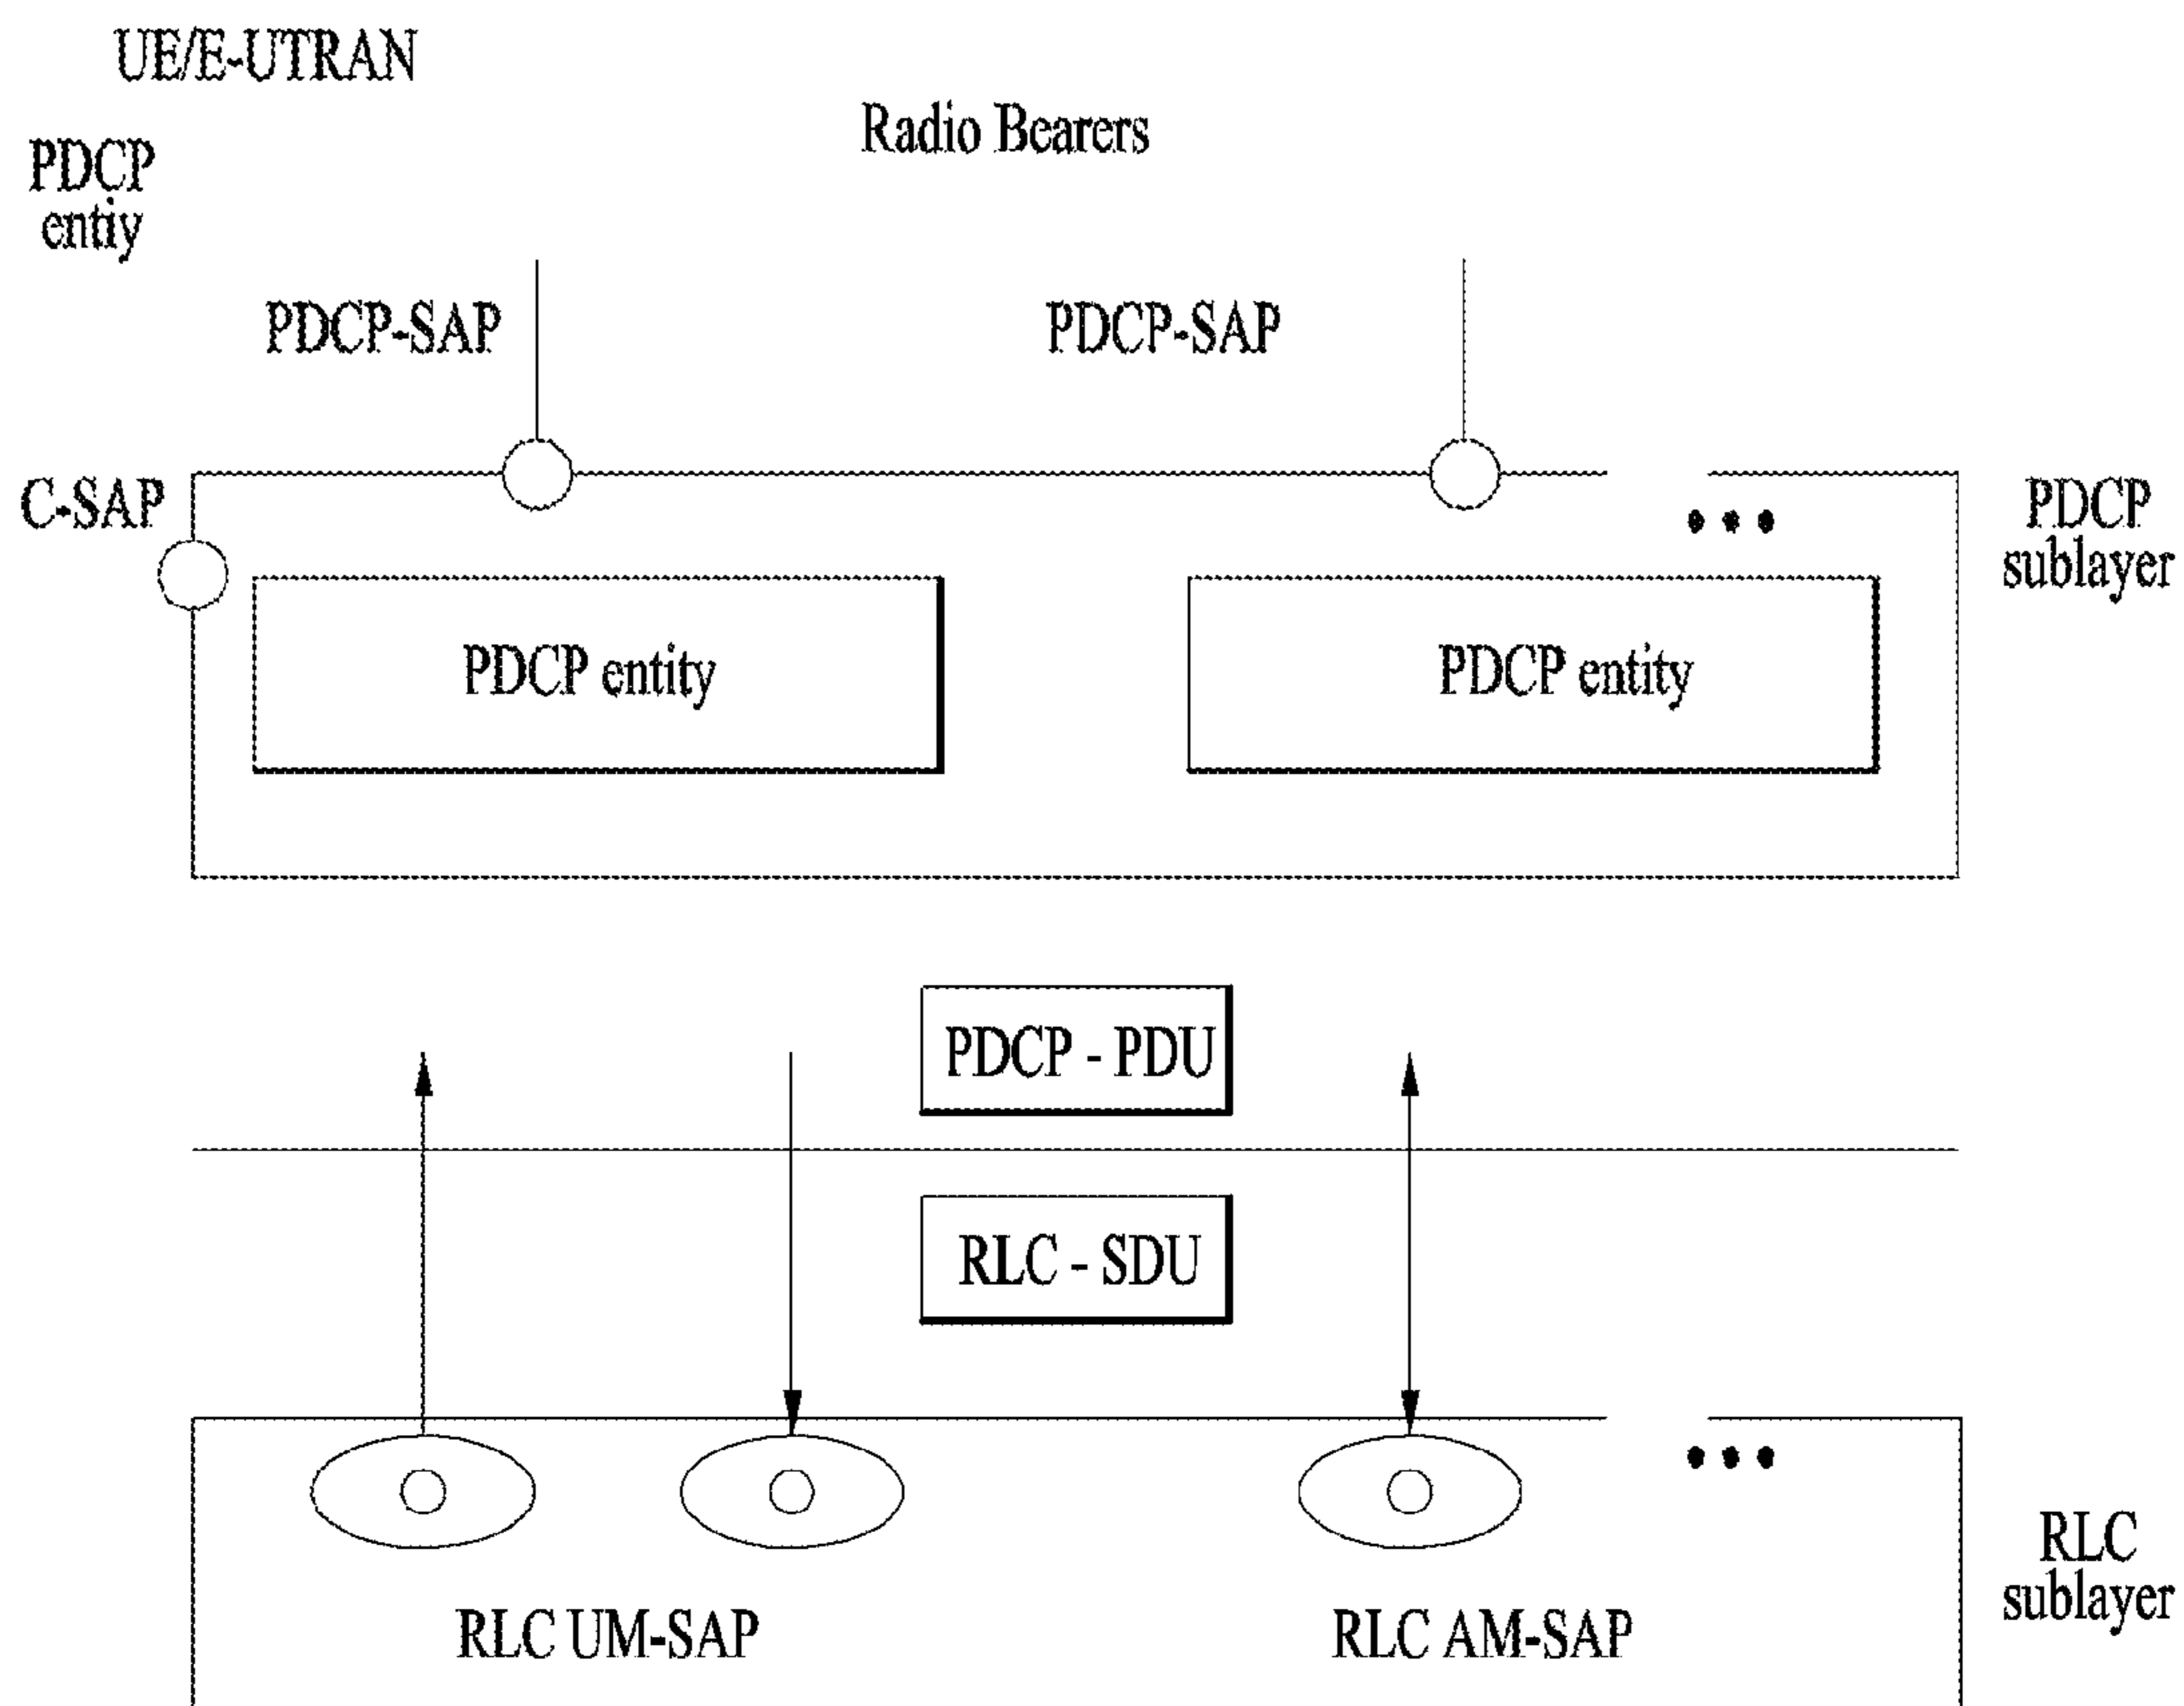 UE/E-UTRAN
Radio Bearers
PDCP
entiy
PDCP-SAP
PDCP-SAP
C-SAP
PDCP
sublayer
PDCP entity
PDCP entity
PDCP - PDU
RLC - SDU
RLC UM-SAP
RLC AM-SAP
RLC
sublayer